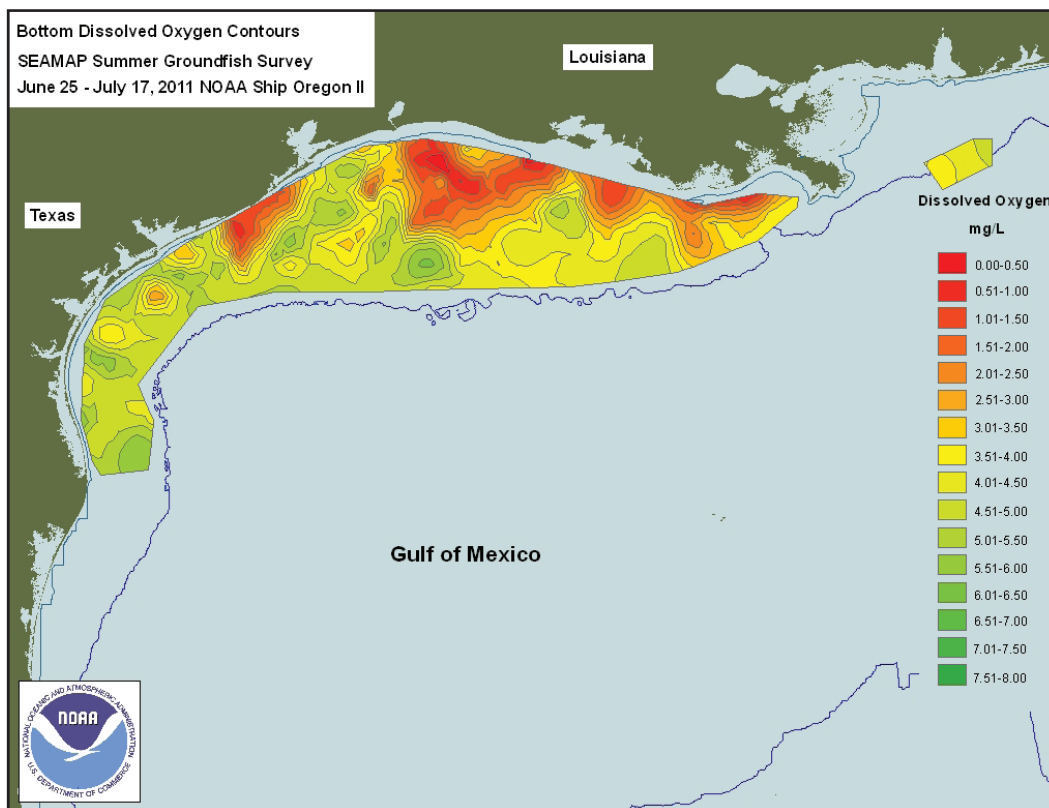 Bottom Dissolved Oxygen Contours
SEAMAP Summer Groundfish Survey
June 25 - July 17, 2011 NOAA Ship Oregon II
Louisiana
Texas
Dissolved Oxygen
mg/L
0.00-0.50
0.51-1.00
1.01-1.50
1.51-2.00
2.01-2.50
2.51-3.00
3.01-3.50
3.51-4.00
4.01-4.50
4.51-5.00
5.01-5.50
5.51-6.00
6.01-6.50
6.51-7.00
7.01-7.50
7.51-8.00
Gulf of Mexico
NATIONAL OCEANIC AND ATMOSPHERIC ADMINISTRATION
NOAA
U.S. DEPARTMENT OF COMMERCE